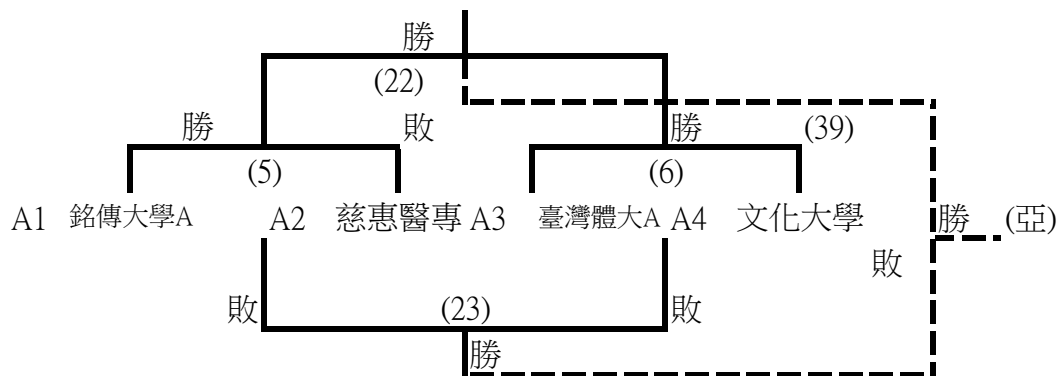 勝
(22)
勝
敗
勝
(39)
(5)
(6)
A1 銘傳大學A A2 慈惠醫專 A3 臺灣體大A A4 文化大學
勝 (亞)
敗
敗
(23)
敗
勝